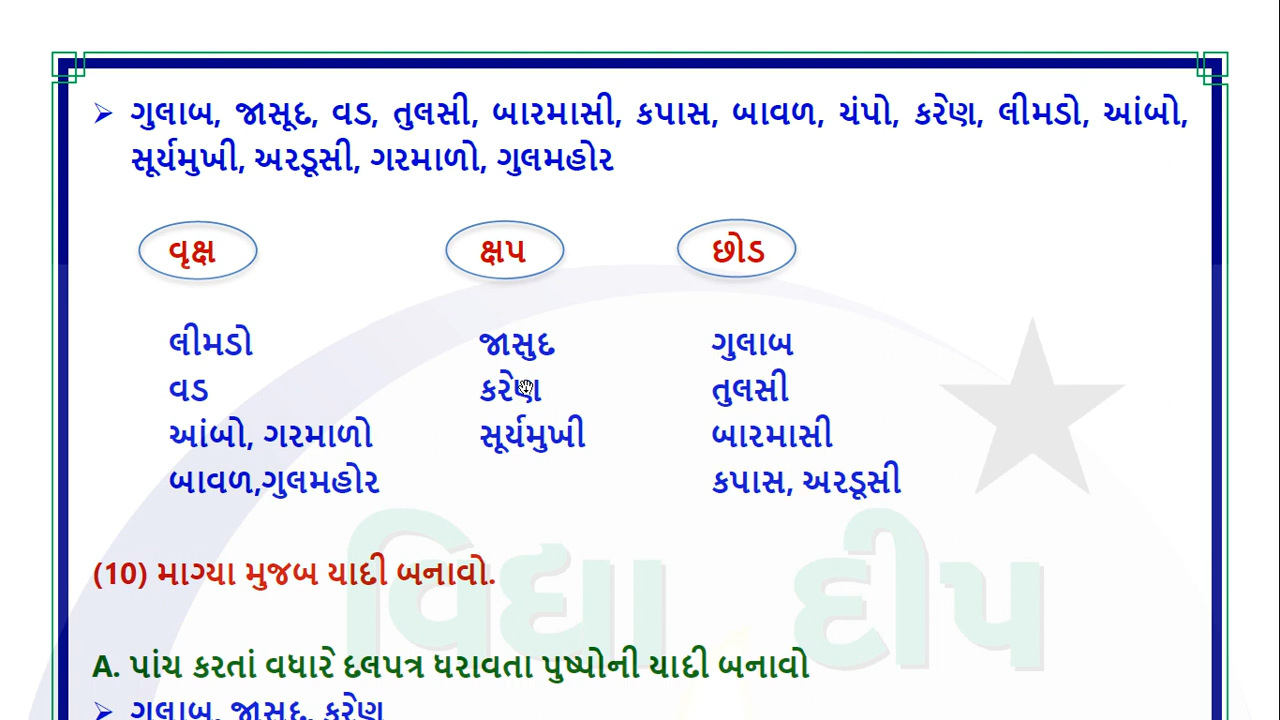 ➢ ગુલાબ, જાસૂદ, વડ, તુલસી, બારમાસી, કપાસ, બાવળ, ચંપો, કરેણ, લીમડો, આંબો,
સૂર્યમુખી, અરડૂસી, ગરમાળો, ગુલમહોર
વૃક્ષ ક્ષપ છોડ
લીમડો જાસુદ ગુલાબ
વડ કરેણ તુલસી
આંબો, ગરમાળો સૂર્યમુખી બારમાસી
બાવળ,ગુલમહોર કપાસ, અરડૂસી
(10) માગ્યા મુજબ યાદી બનાવો.
વિદ્યા દીપ
A. પાંચ કરતાં વધારે દલપત્ર ધરાવતા પુષ્પોની યાદી બનાવો
➢ ગુલાબ, જાસુદ, કરેણ